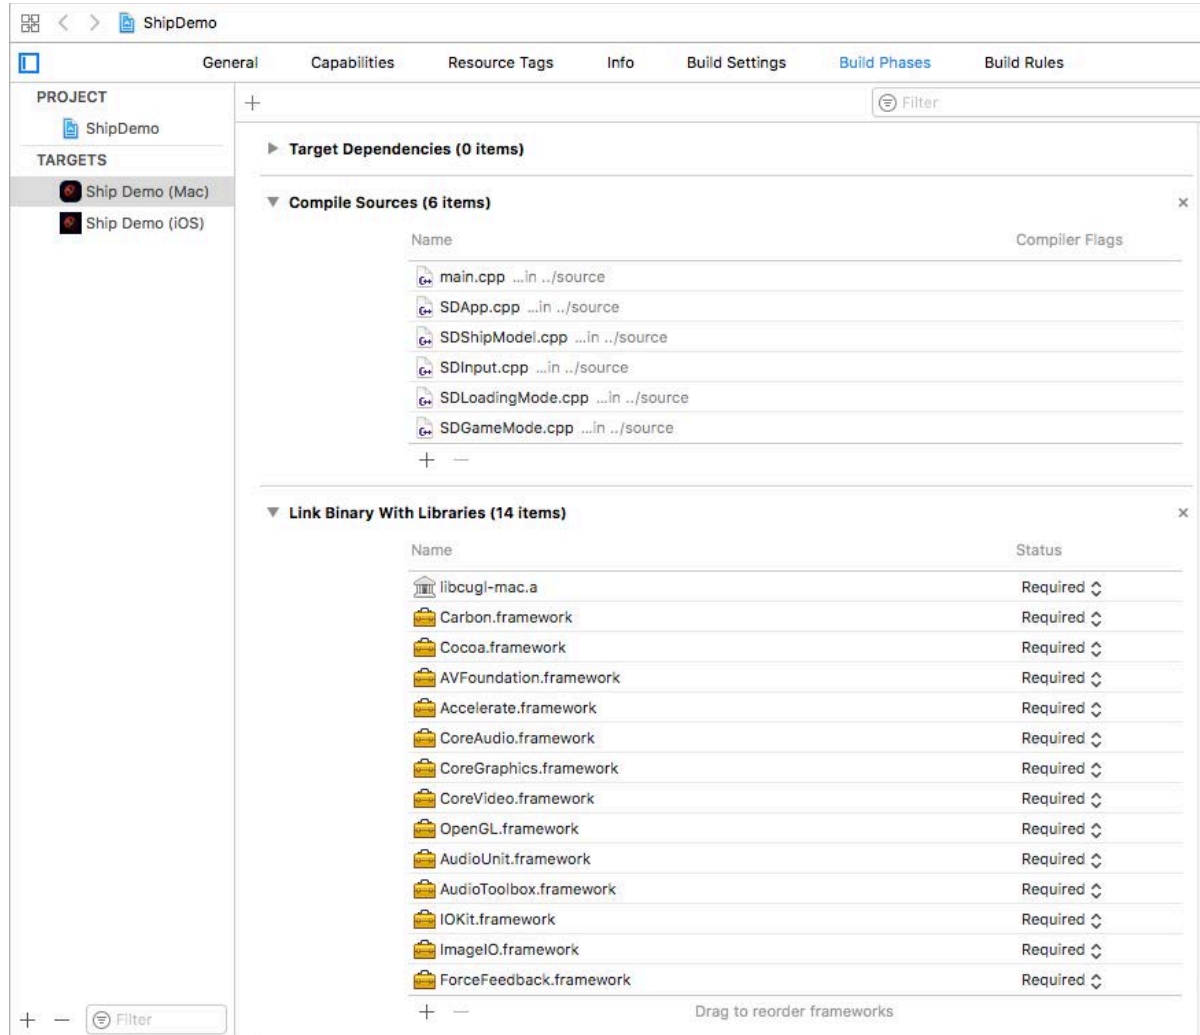 ShipDemo
General Capabilities Resource Tags Info Build Settings Build Phases Build Rules
PROJECT
ShipDemo
TARGETS
Ship Demo (Mac)
Ship Demo (iOS)
Filter
Target Dependencies (0 items)
Compile Sources (6 items)
Name Compiler Flags
main.cpp ...in ../source
SDApp.cpp ...in ../source
SDShipModel.cpp ...in ../source
SDInput.cpp ...in ../source
SDLoadingMode.cpp ...in ../source
SDGameMode.cpp ...in ../source
Link Binary With Libraries (14 items)
Name Status
libcugl-mac.a Required
Carbon.framework Required
Cocoa.framework Required
AVFoundation.framework Required
Accelerate.framework Required
CoreAudio.framework Required
CoreGraphics.framework Required
CoreVideo.framework Required
OpenGL.framework Required
AudioUnit.framework Required
AudioToolbox.framework Required
IOKit.framework Required
ImageIO.framework Required
ForceFeedback.framework Required
Drag to reorder frameworks
Filter